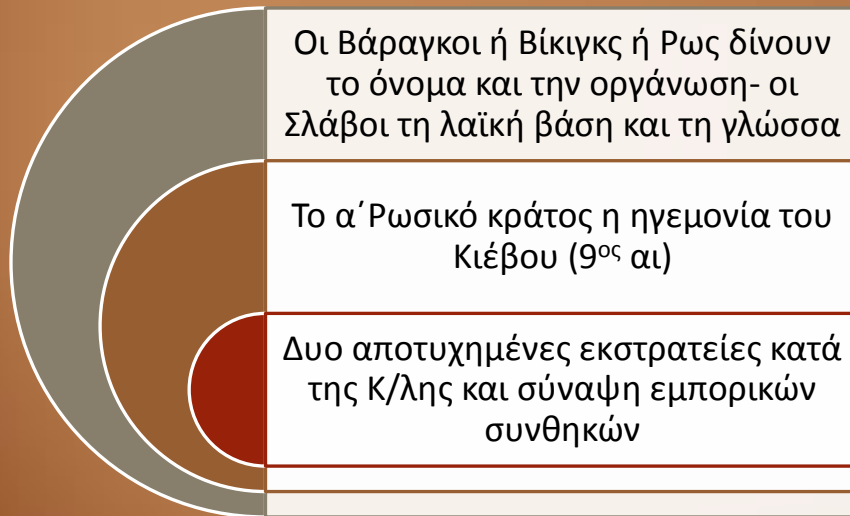 Οι Βάραγκοι ή Βίκιγκς ή Ρως δίνουν
το όνομα και την οργάνωση- οι
Σλάβοι τη λαϊκή βάση και τη γλώσσα
Το α΄Ρωσικό κράτος η ηγεμονία του
Κιέβου (9ος αι)
Δυο αποτυχημένες εκστρατείες κατά
της Κ/λης και σύναψη εμπορικών
συνθηκών